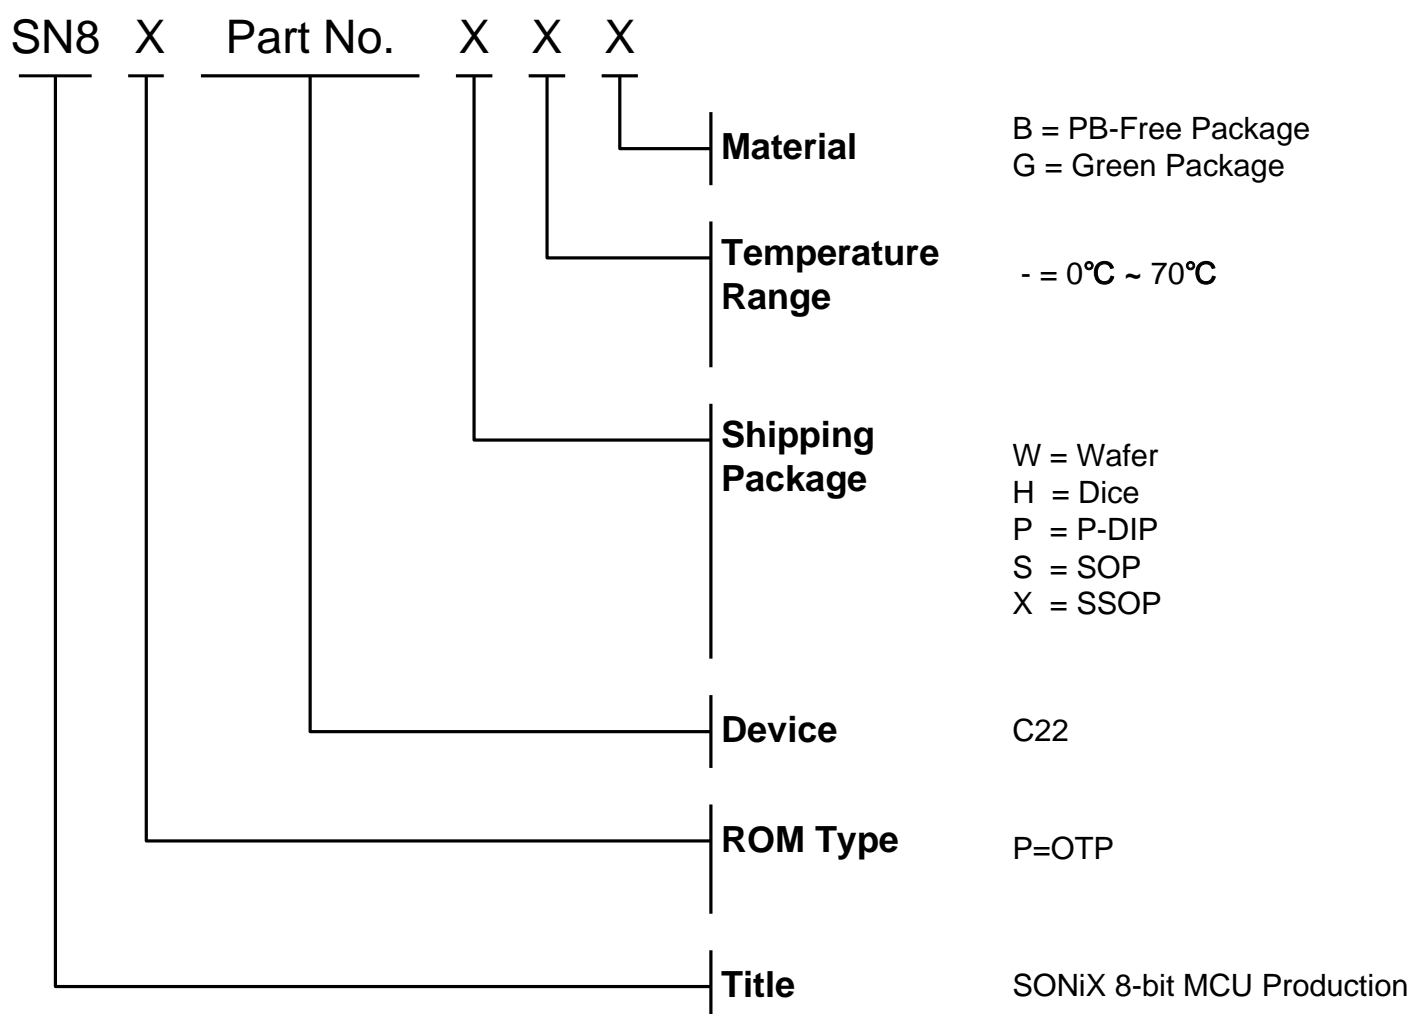 SN8 X Part No. X X X
Material
B = PB-Free Package
G = Green Package
Temperature
Range
- = 0℃ ~ 70℃
Shipping
Package
W = Wafer
H = Dice
P = P-DIP
S = SOP
X = SSOP
Device
C22
ROM Type
P=OTP
Title
SONiX 8-bit MCU Production